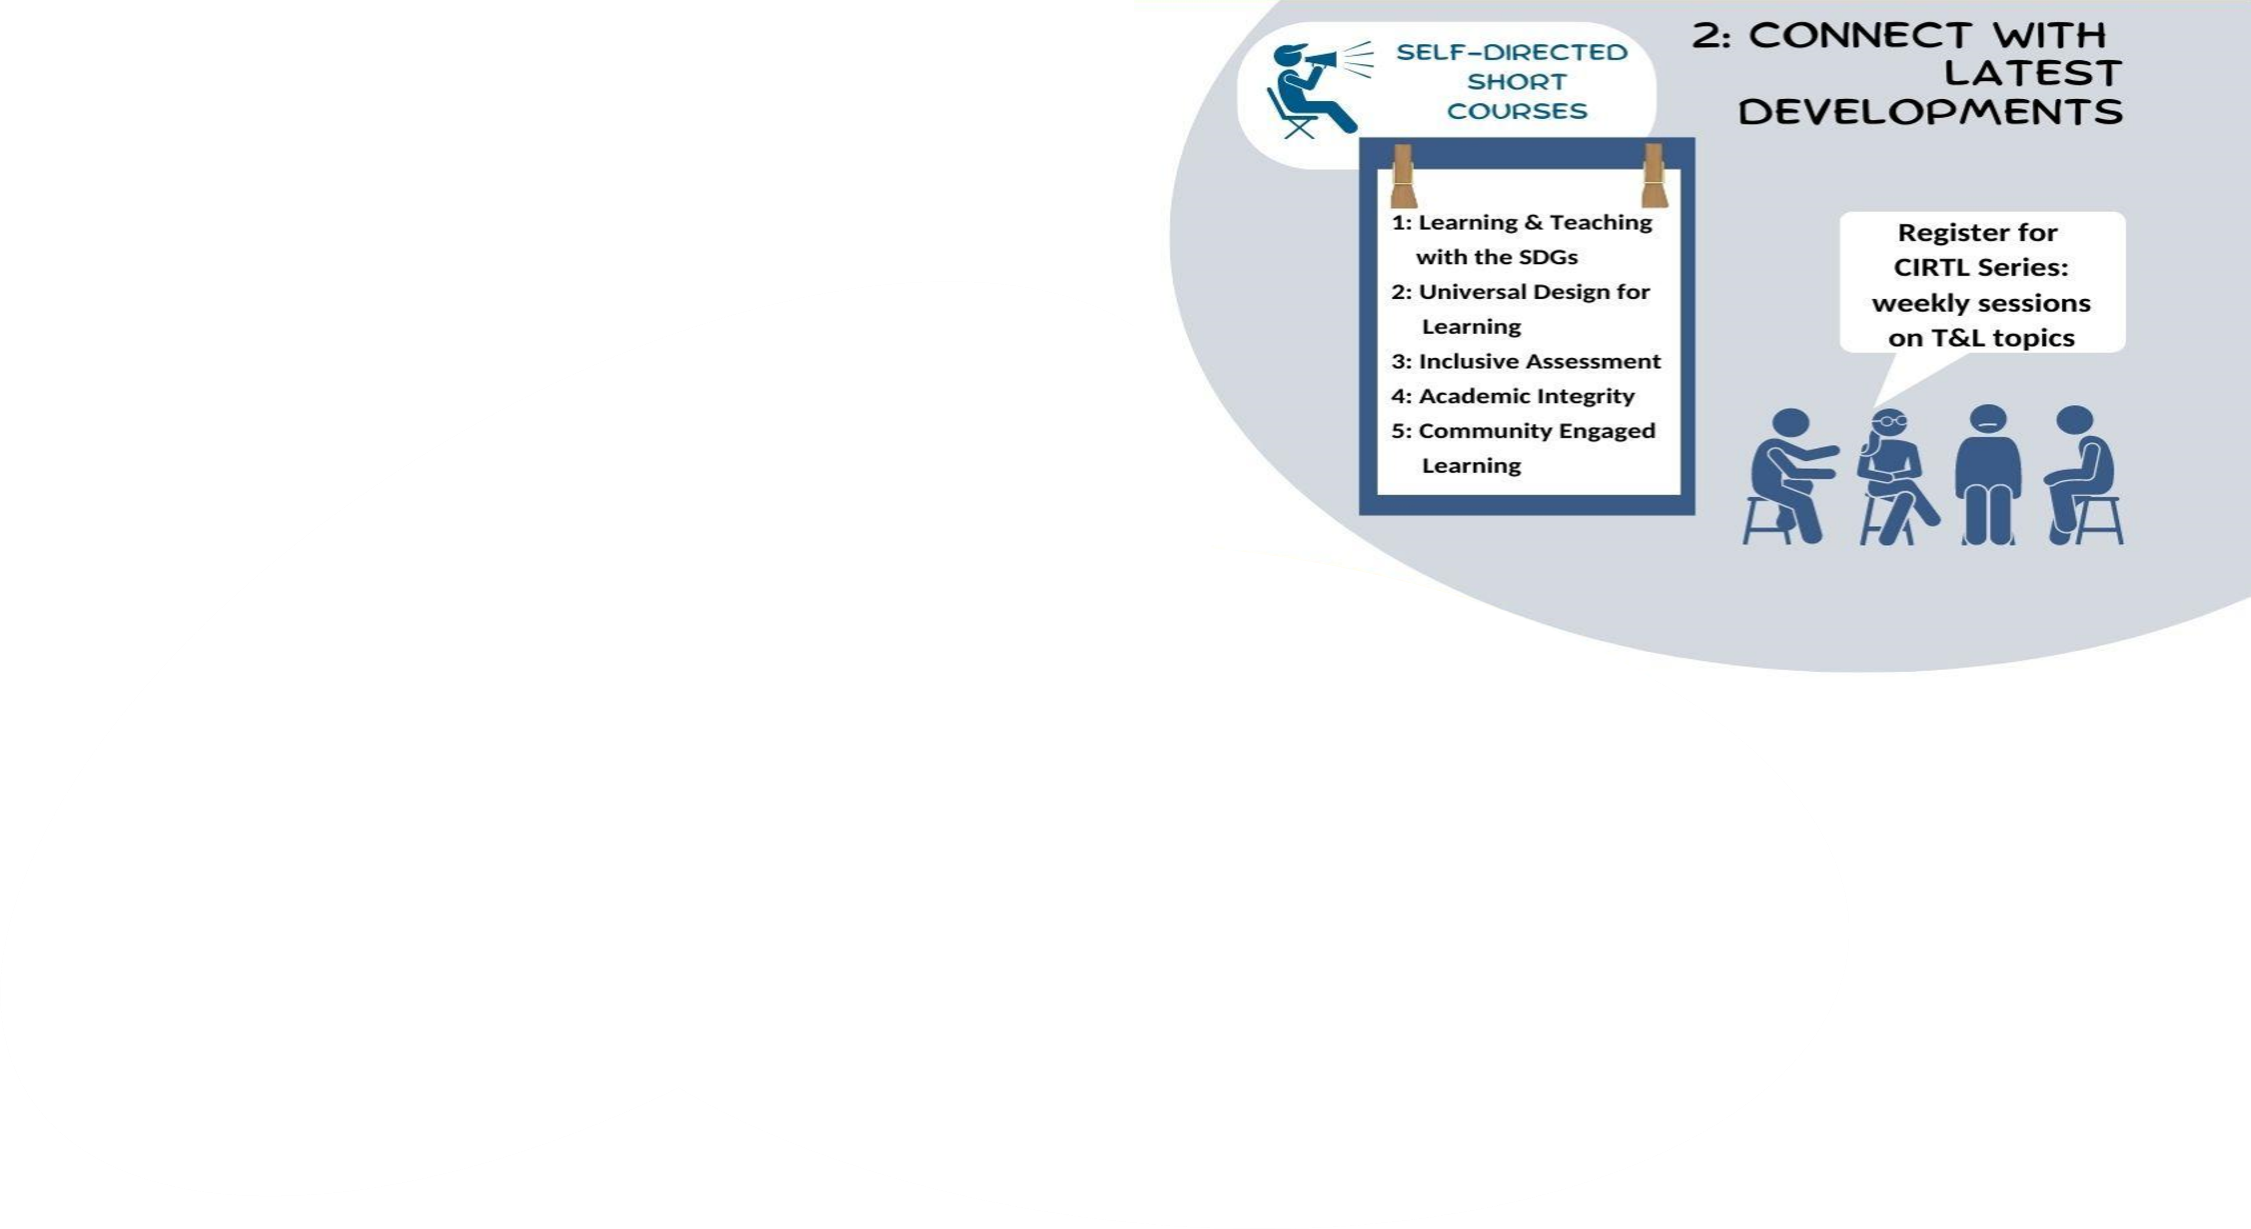 SELF-DIRECTED
SHORT
COURSES
2: CONNECT WITH
LATEST
DEVELOPMENTS
1: Learning & Teaching
with the SDGs
2: Universal Design for
Learning
3: Inclusive Assessment
4: Academic Integrity
5: Community Engaged
Learning
Register for
CIRTL Series:
weekly sessions
on T&L topics